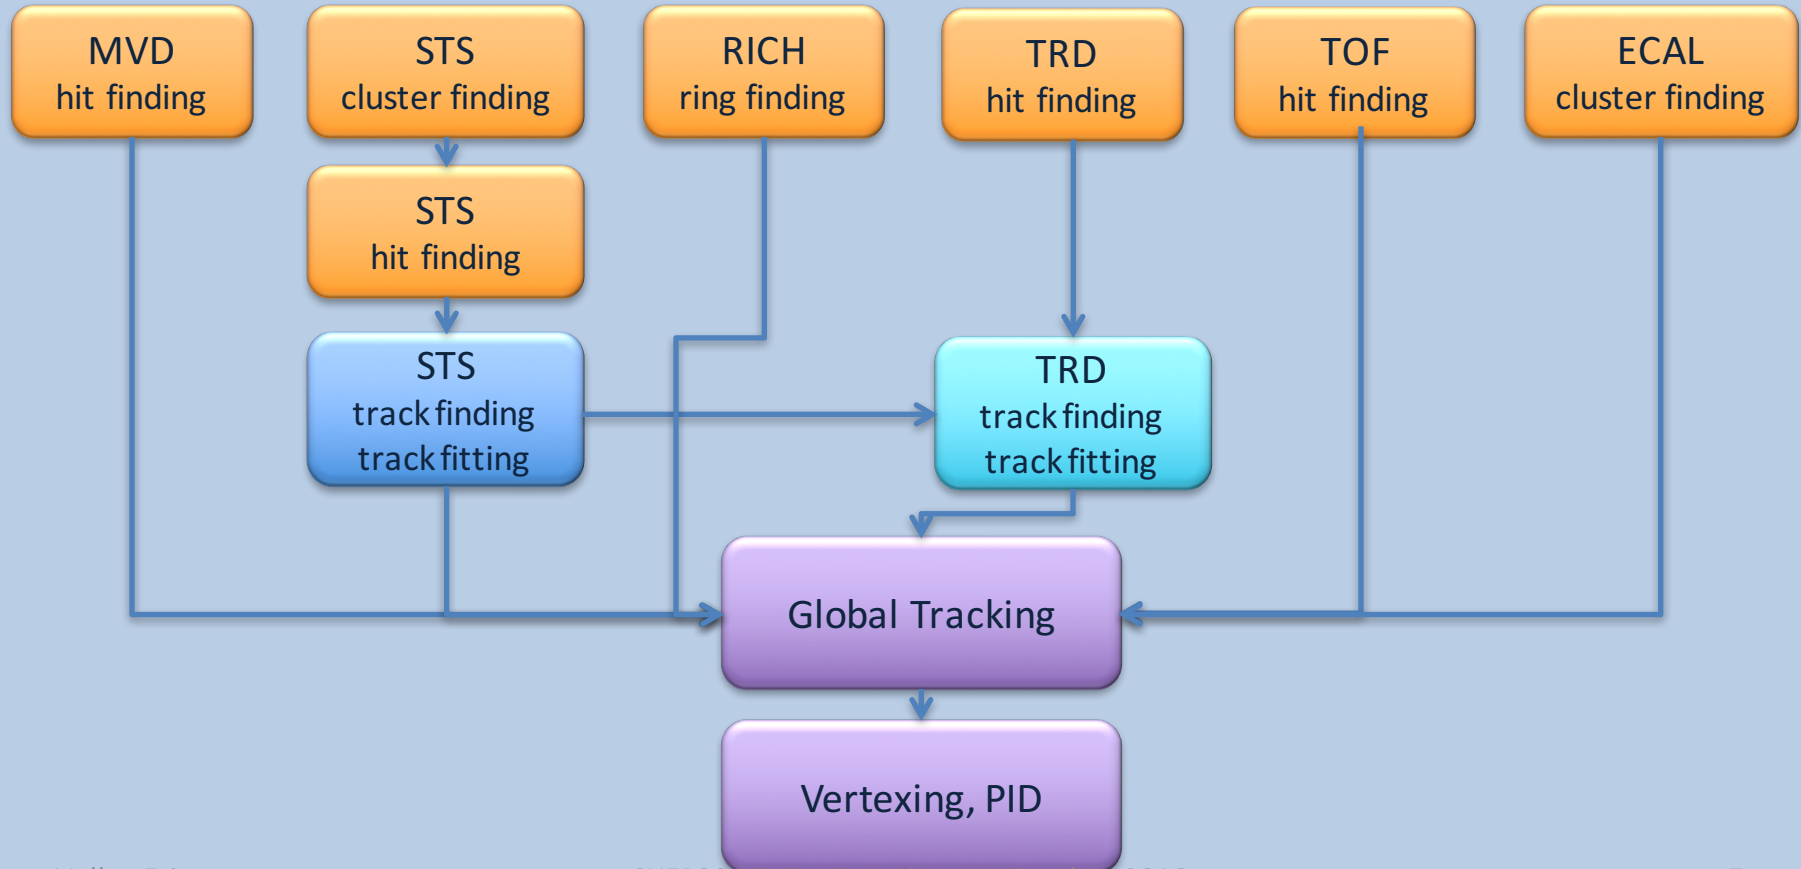 MVD
hit finding
STS
cluster finding
RICH
ring finding
TRD
hit finding
TOF
hit finding
ECAL
cluster finding
STS
hit finding
STS
track finding
track fitting
TRD
track finding
track fitting
Global Tracking
Vertexing, PID